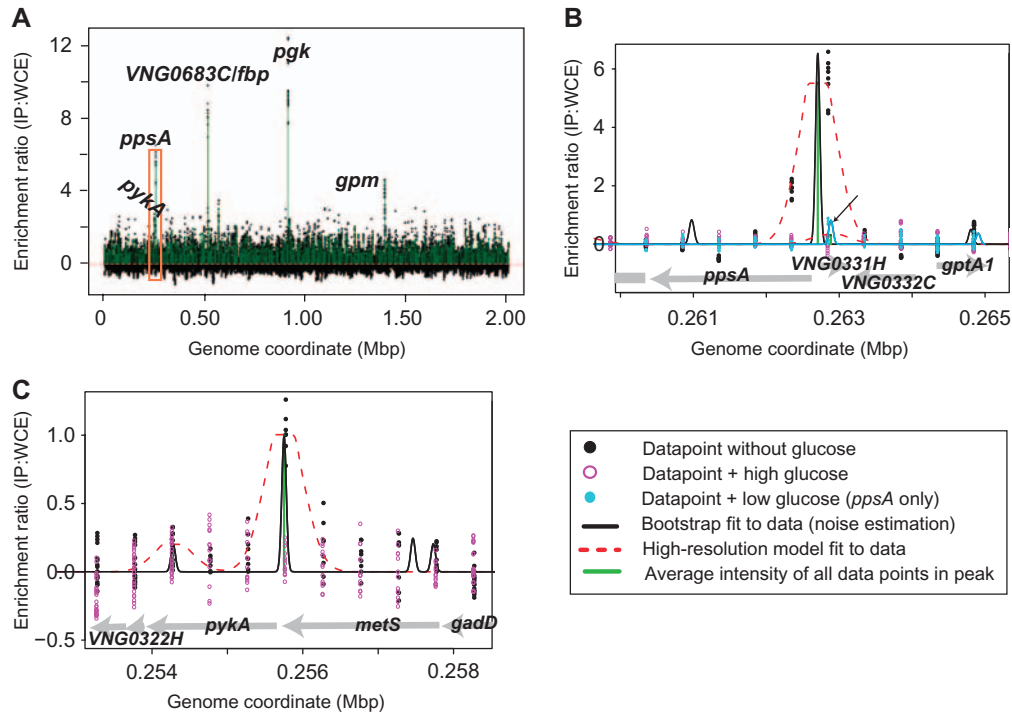 A
Enrichment ratio (IP:WCE)
12
8
4
0
pgk
VNG0683C/fbp
ppsA
pykA
gpm
0 0.50 1.00 1.50 2.00
Genome coordinate (Mbp)
B
Enrichment ratio (IP:WCE)
6
4
2
0
ppsA
VNG0331H
VNG0332C
gptA1
0.261 0.263 0.265
Genome coordinate (Mbp)
C
Enrichment ratio (IP:WCE)
1.0
0.5
0.0
−0.5
VNG0322H pykA metS gadD
0.254 0.256 0.258
Genome coordinate (Mbp)
Datapoint without glucose
Datapoint + high glucose
Datapoint + low glucose (ppsA only)
Bootstrap fit to data (noise estimation)
High-resolution model fit to data
Average intensity of all data points in peak